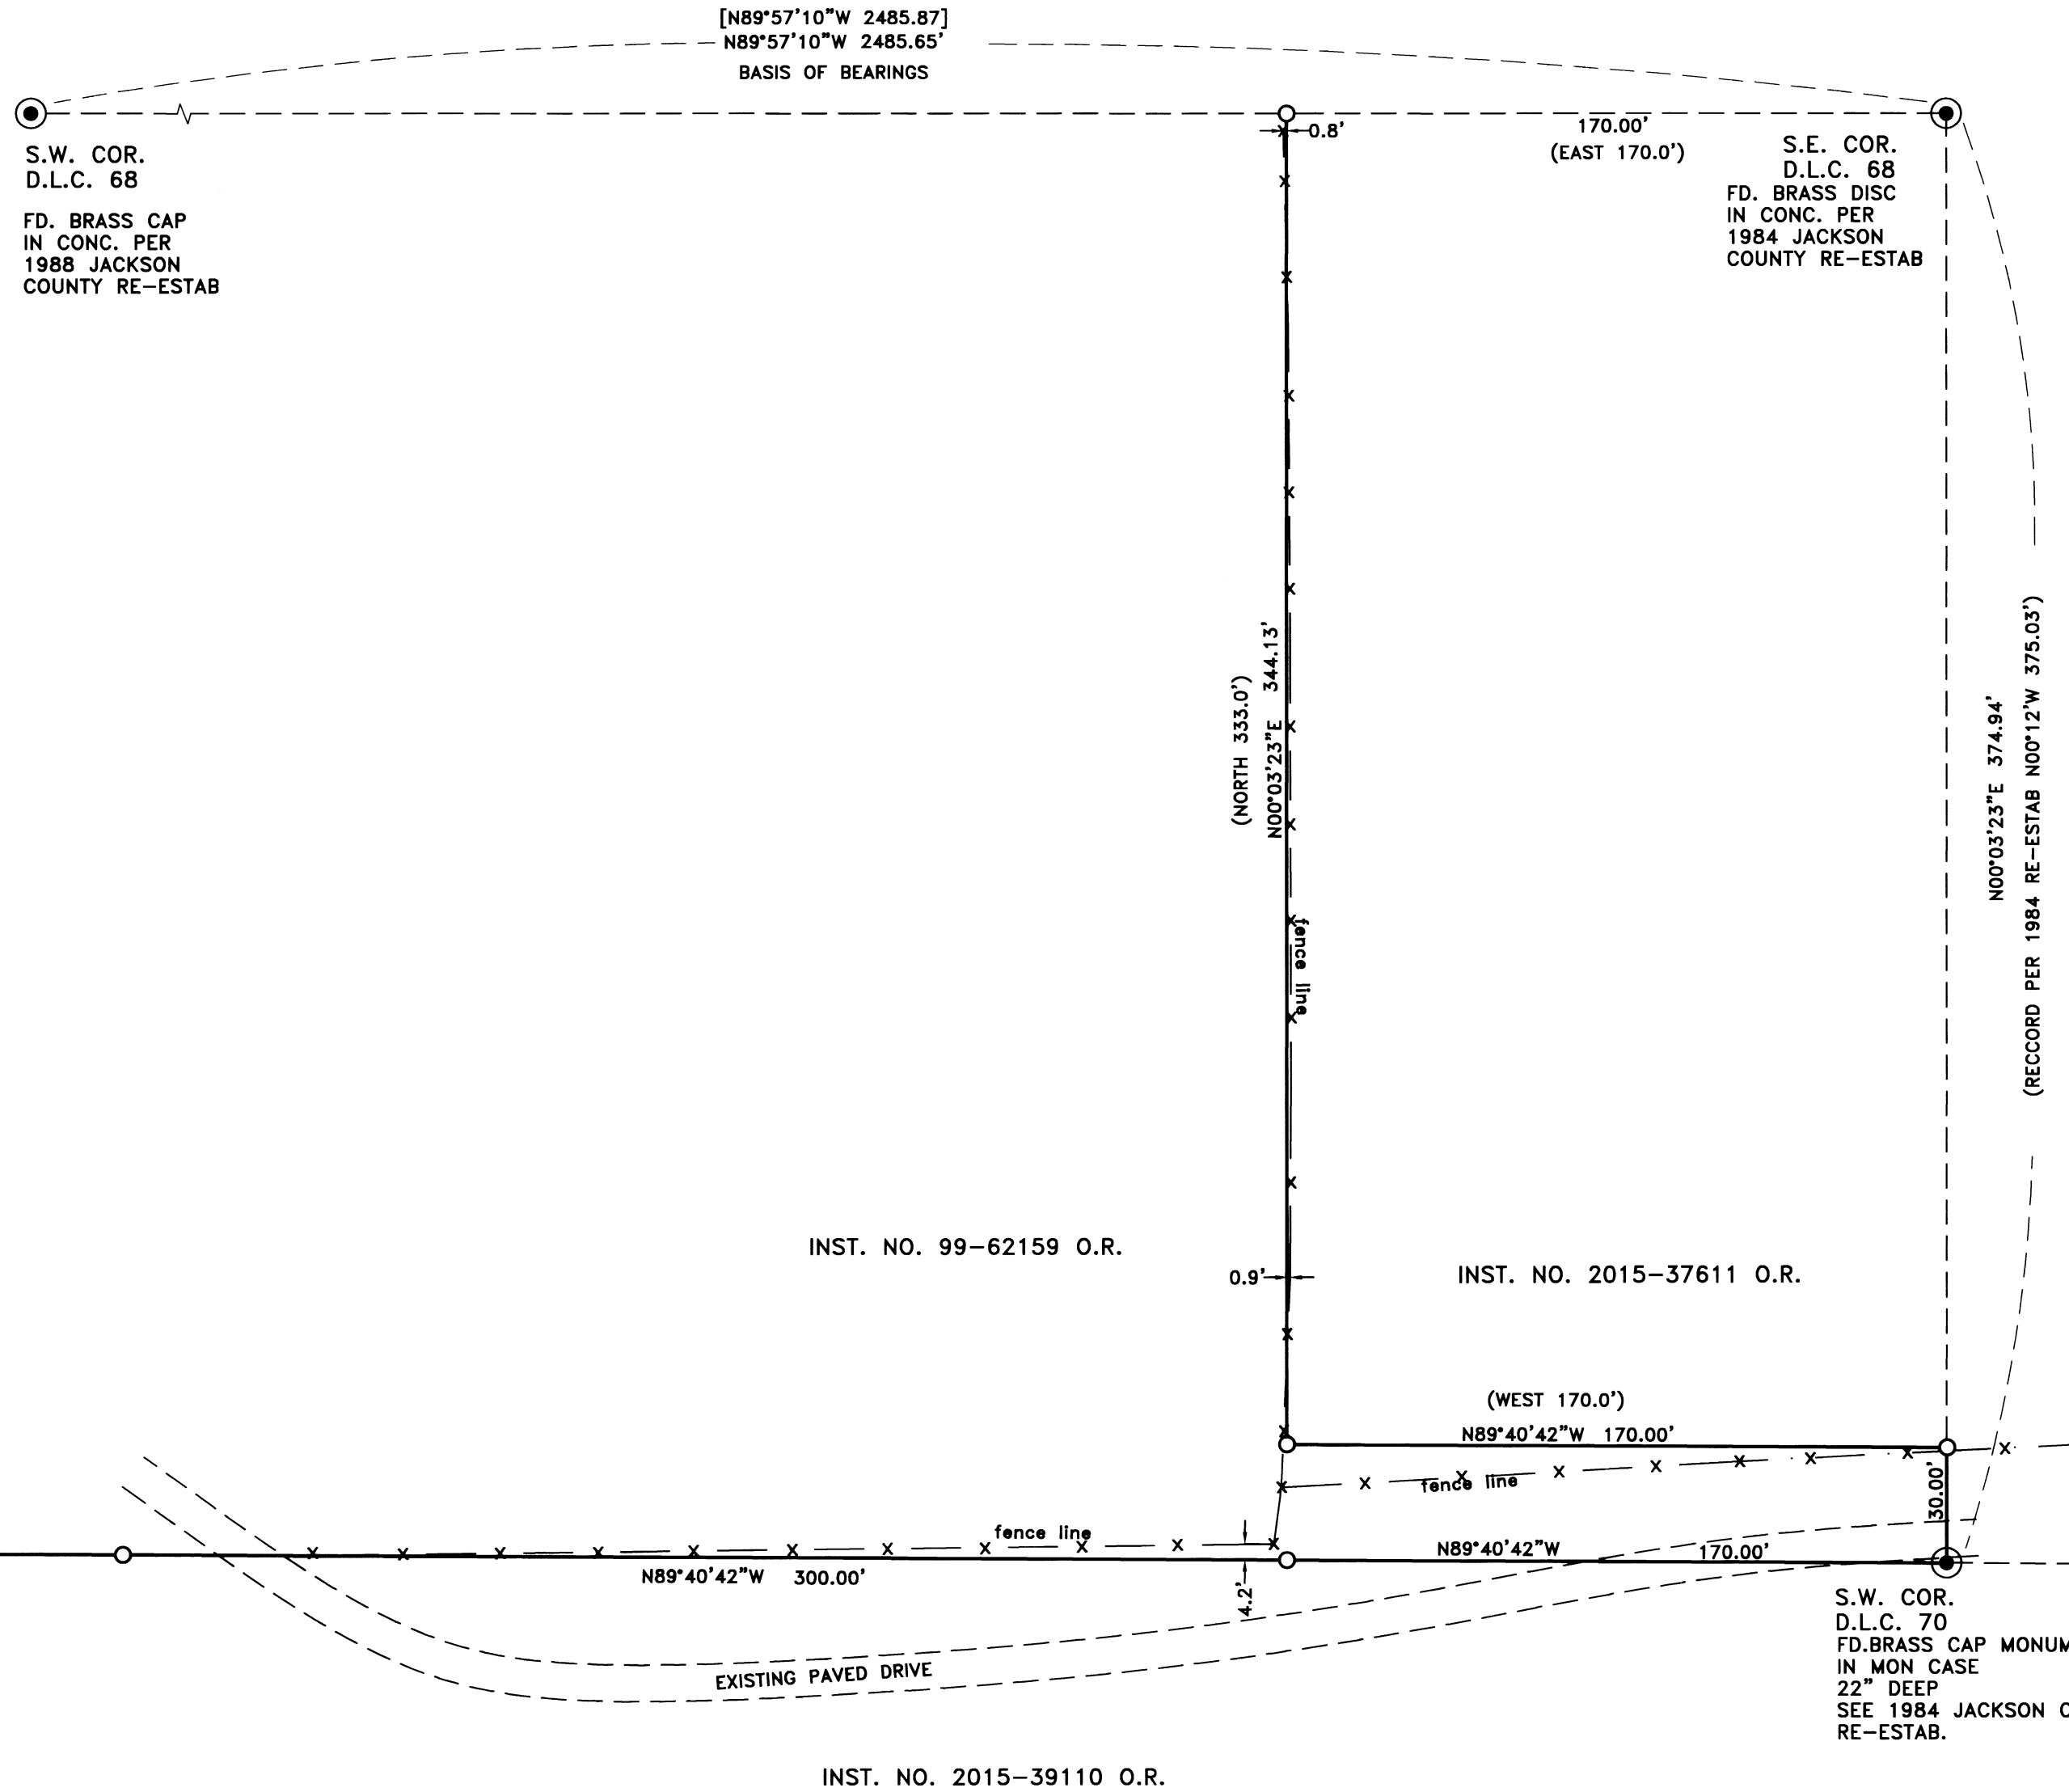 [N89°57'10"W 2485.87]
N89°57'10"W 2485.65'
BASIS OF BEARINGS
0.8'
170.00'
(EAST 170.0')
S.W. COR.
D.L.C. 68
FD. BRASS CAP
IN CONC. PER
1988 JACKSON
COUNTY RE-ESTAB
S.E. COR.
D.L.C. 68
FD. BRASS DISC
IN CONC. PER
1984 JACKSON
COUNTY RE-ESTAB
(NORTH 333.0')
N00°03'23"E 344.13'
N00°03'23"E 374.94'
(RECCORD PER 1984 RE-ESTAB N00°12'W 375.03')
fence line
INST. NO. 99-62159 O.R.
0.9'
INST. NO. 2015-37611 O.R.
(WEST 170.0')
N89°40'42"W 170.00'
fence line
30.00'
fence line
N89°40'42"W 170.00'
N89°40'42"W 300.00'
4.2'
S.W. COR.
D.L.C. 70
FD.BRASS CAP MONUM
IN MON CASE
22" DEEP
SEE 1984 JACKSON C
RE-ESTAB.
EXISTING PAVED DRIVE
INST. NO. 2015-39110 O.R.